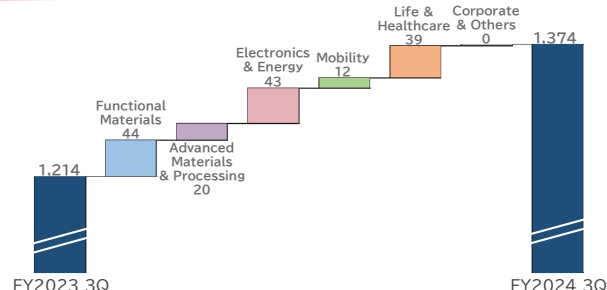 1,214
Functional
Materials
44
Advanced
Materials
& Processing
20
Electronics
& Energy
43
Mobility
12
Life &
Healthcare
39
Corporate
& Others
0
1,374
FY2023 3Q
FY2024 3Q